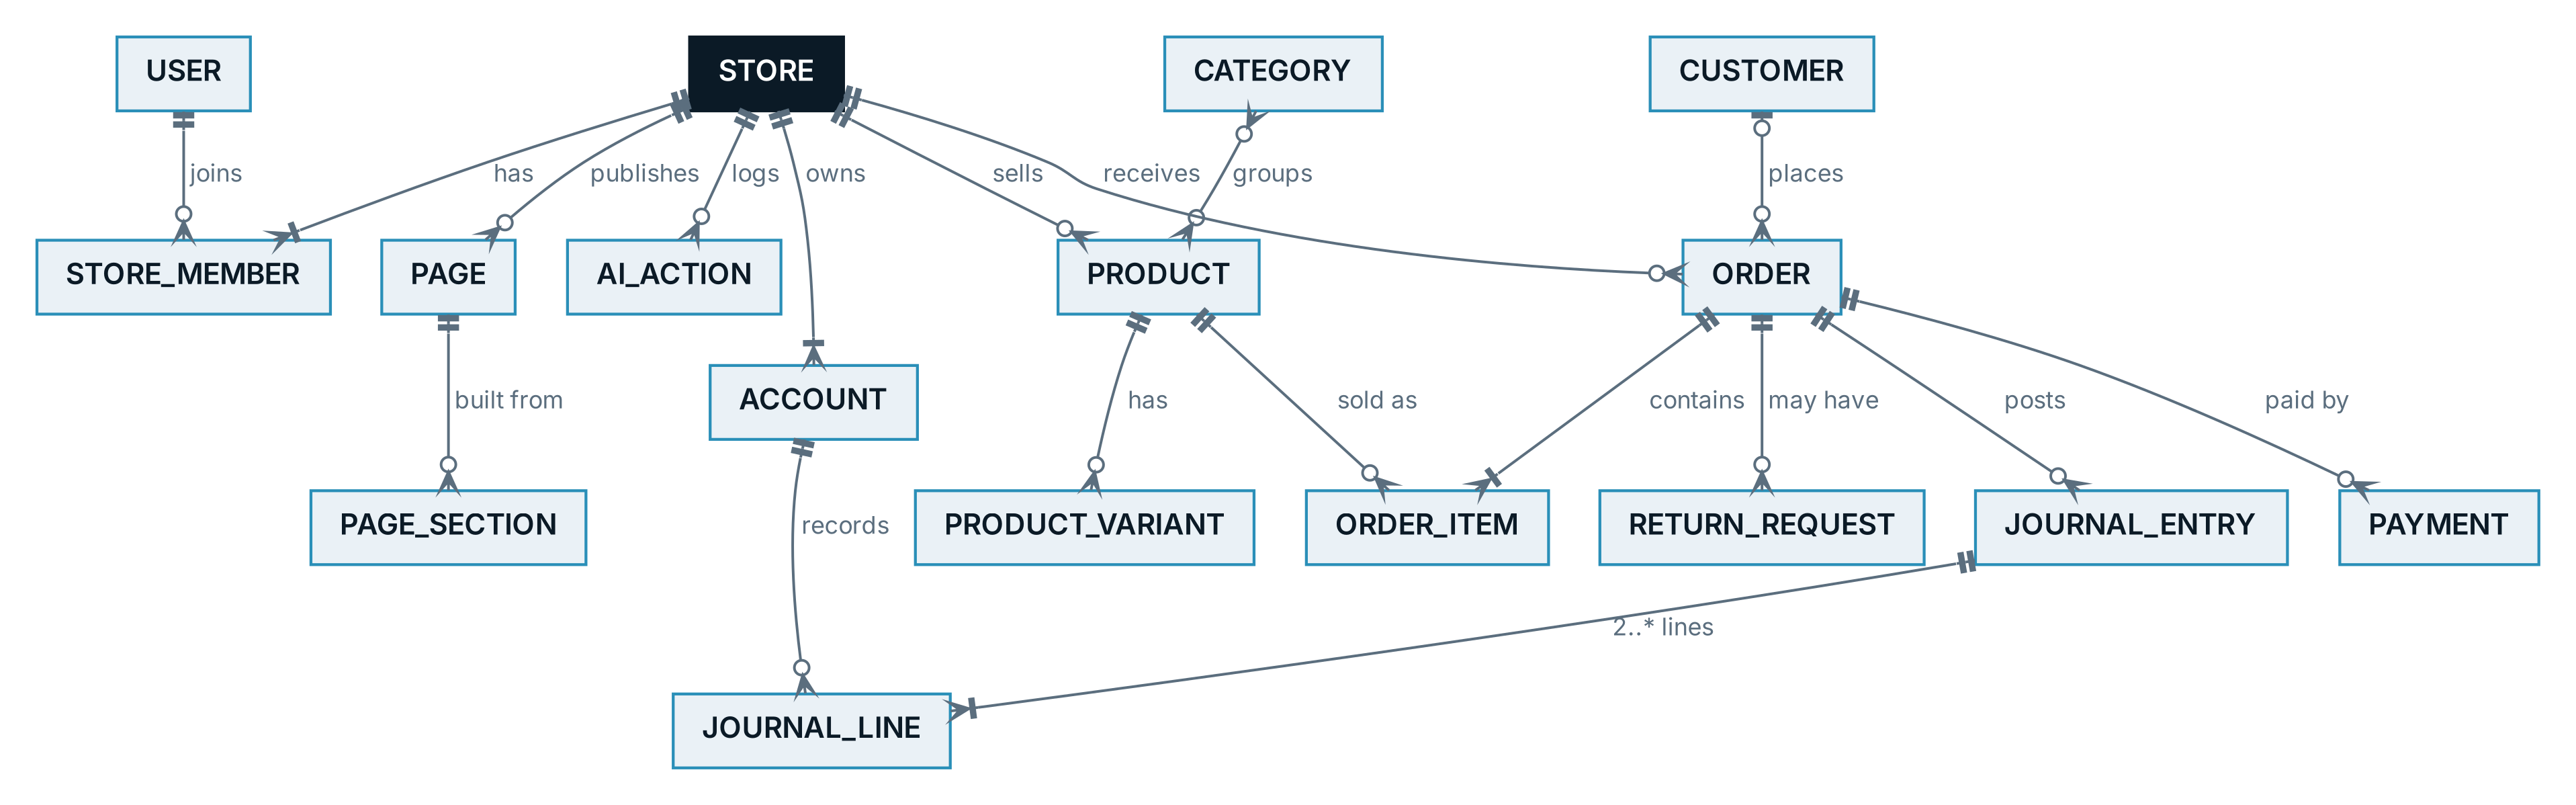 USER
STORE
CATEGORY
CUSTOMER
joins
has
publishes
logs
owns
sells
receives
groups
places
STORE_MEMBER
PAGE
AI_ACTION
PRODUCT
ORDER
built from
ACCOUNT
has
sold as
contains
may have
posts
paid by
PAGE_SECTION
records
PRODUCT_VARIANT
ORDER_ITEM
RETURN_REQUEST
JOURNAL_ENTRY
PAYMENT
2..* lines
JOURNAL_LINE